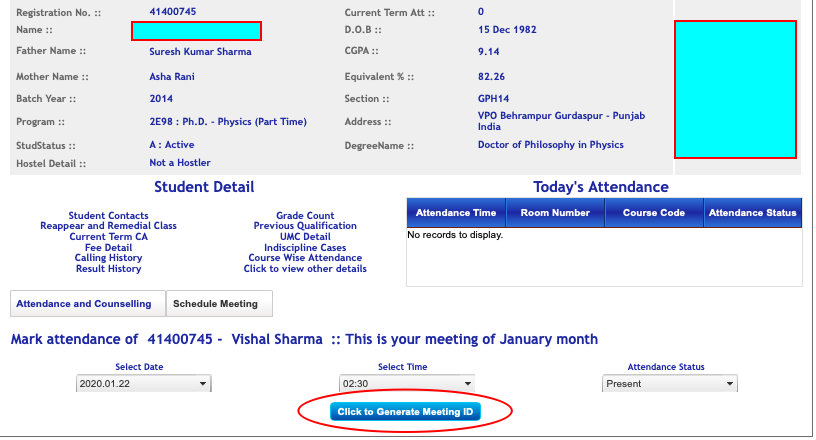 Registration No. :: 41400745 Current Term Att :: 0
Name :: D.O.B :: 15 Dec 1982
Father Name :: Suresh Kumar Sharma CGPA :: 9.14
Mother Name :: Asha Rani Equivalent % :: 82.26
Batch Year :: 2014 Section :: GPH14
Program :: 2E98 : Ph.D. - Physics (Part Time) Address :: VPO Behrampur Gurdaspur - Punjab
India
StudStatus :: A : Active DegreeName :: Doctor of Philosophy in Physics
Hostel Detail :: Not a Hostler
Student Detail
Student Contacts Grade Count
Reappear and Remedial Class Previous Qualification
Current Term CA UMC Detail
Fee Detail Indiscipline Cases
Calling History Course Wise Attendance
Result History Click to view other details
Today's Attendance
Attendance Time Room Number Course Code Attendance Status
No records to display.
Attendance and Counselling Schedule Meeting
Mark attendance of 41400745 - Vishal Sharma :: This is your meeting of January month
Select Date Select Time Attendance Status
2020.01.22 02:30 Present
Click to Generate Meeting ID